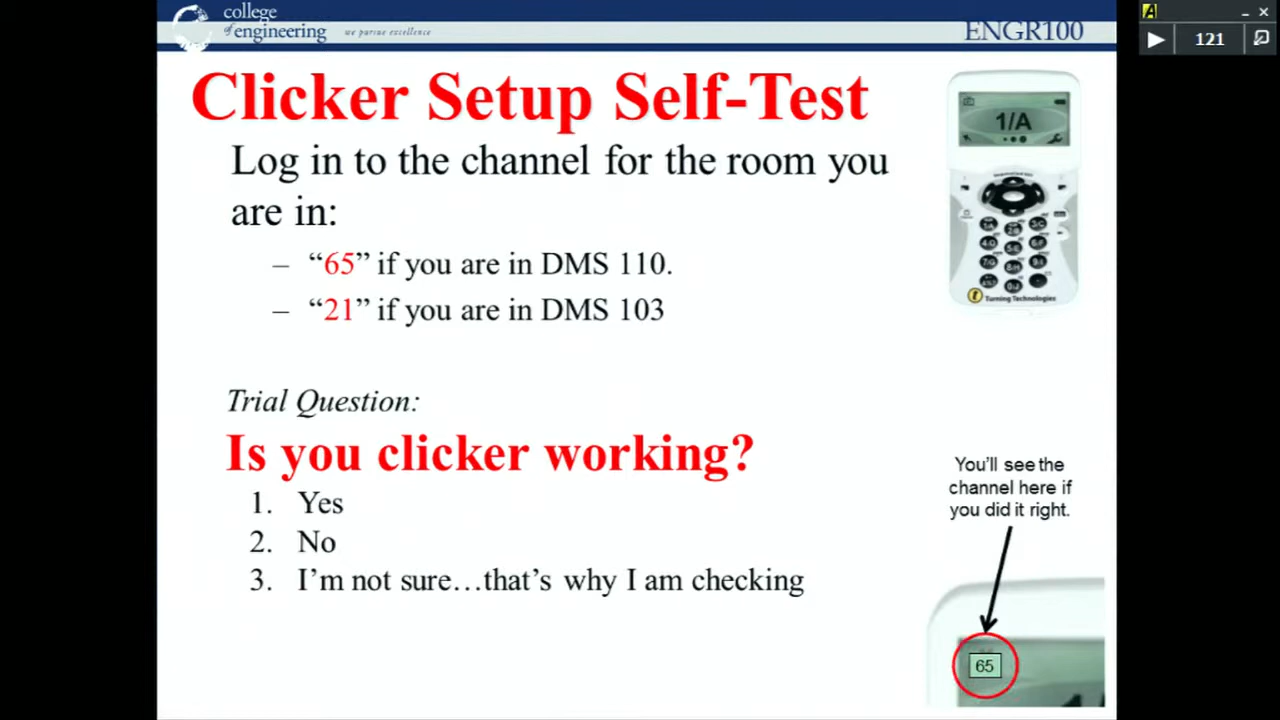 college
of engineering
we pursue excellence
ENGR100
121
Clicker Setup Self-Test
Log in to the channel for the room you
are in:
– “65” if you are in DMS 110.
– “21” if you are in DMS 103
1/A
Turning Technologies
Trial Question:
Is you clicker working?
1. Yes
2. No
3. I’m not sure…that’s why I am checking
You’ll see the
channel here if
you did it right.
65